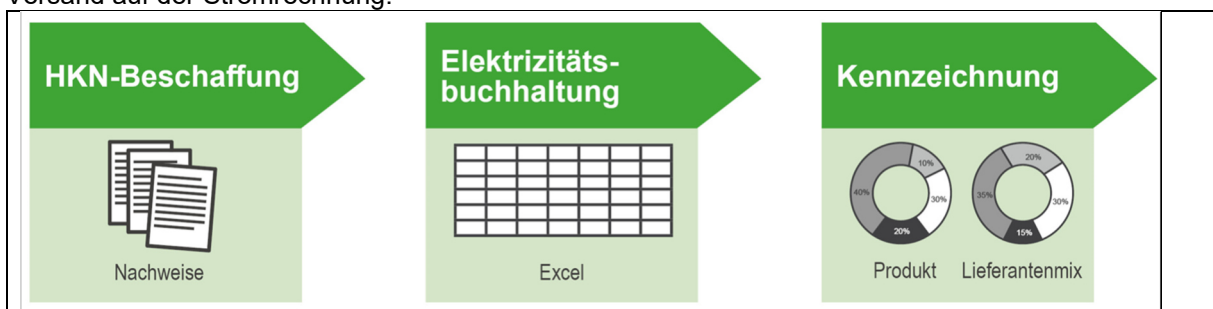 Versand auf der Stromrechnung.
HKN-Beschaffung
Elektrizitäts-
buchhaltung
Kennzeichnung
10%
40%
30%
20%
20%
35%
30%
15%
Nachweise
Excel
Produkt
Lieferantenmix